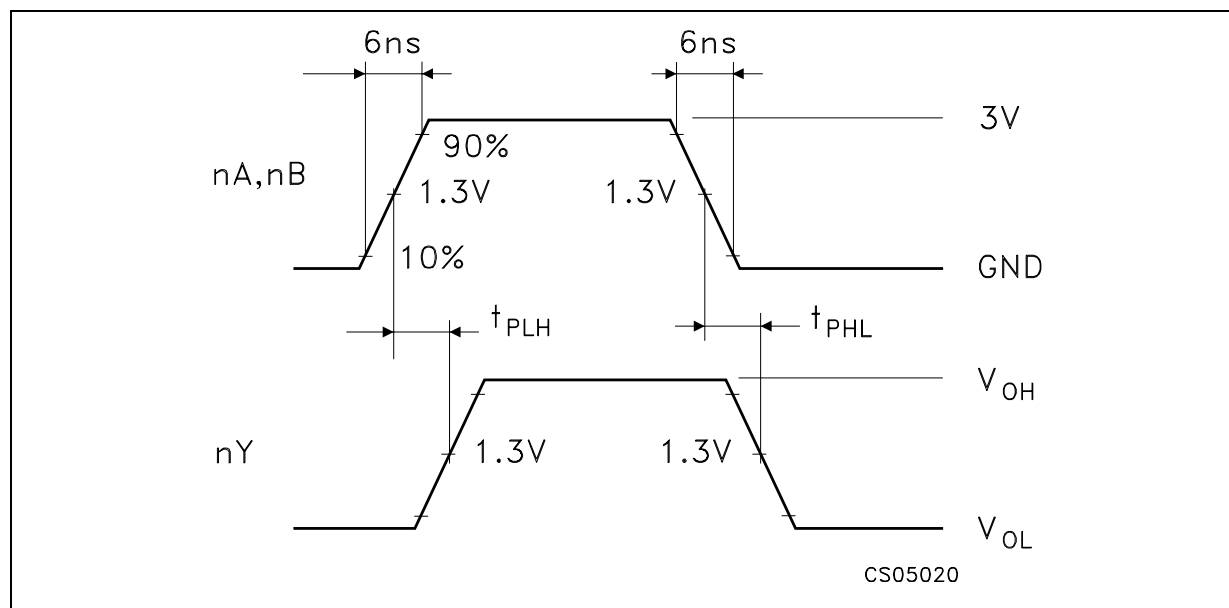 6ns 6ns
3V
90%
nA,nB
1.3V 1.3V
10%
GND
tPLH tPHL
VOH
nY 1.3V 1.3V
VOL
CS05020